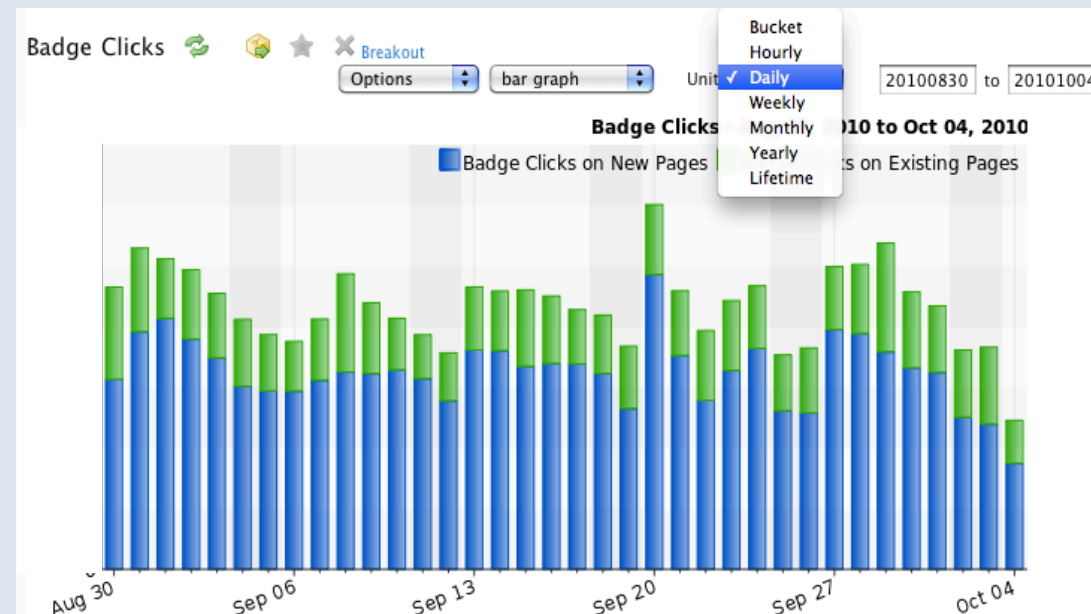 Badge Clicks
Breakout
Options
bar graph
Unit
Bucket
Hourly
✓ Daily
Weekly
Monthly
Yearly
Lifetime
20100830 to 2010100
Badge Clicks 010 to Oct 04, 2010
Badge Clicks on New Pages on Existing Pages
Aug 30
Sep 06
Sep 13
Sep 20
Sep 27
Oct 04